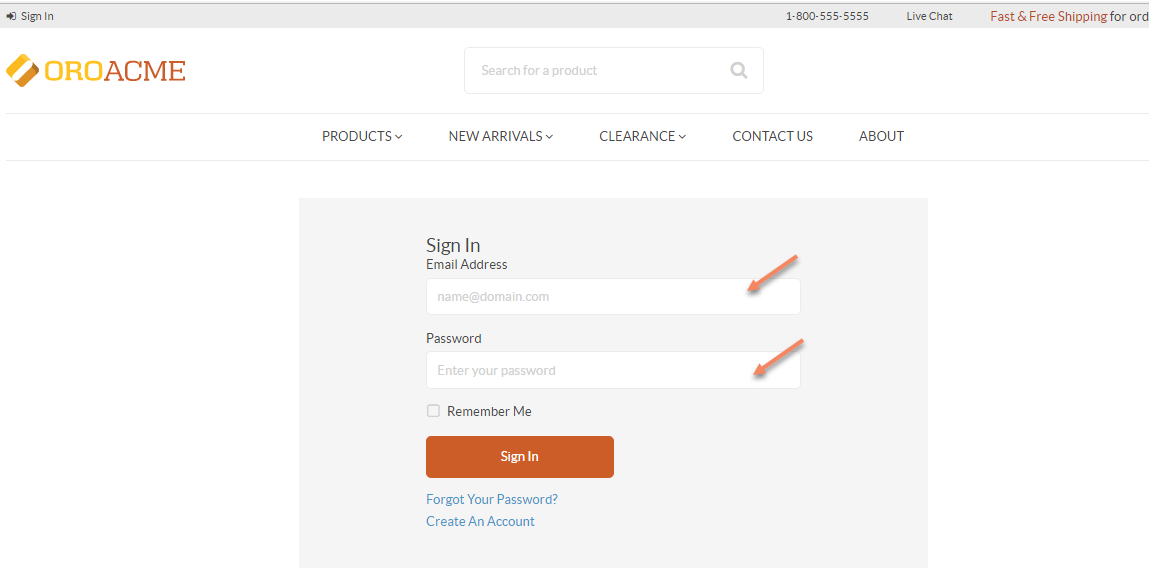 Sign In
1-800-555-5555
Live Chat
Fast & Free Shipping for ord
OROACME
Search for a product
PRODUCTS
NEW ARRIVALS
CLEARANCE
CONTACT US
ABOUT
Sign In
Email Address
name@domain.com
Password
Enter your password
Remember Me
Sign In
Forgot Your Password?
Create An Account